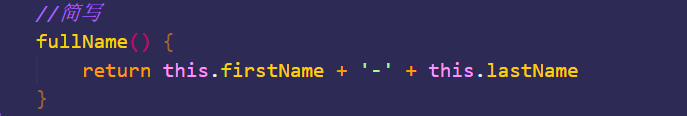 //简写
fullName() {
    return this.firstName + '-' + this.lastName
}